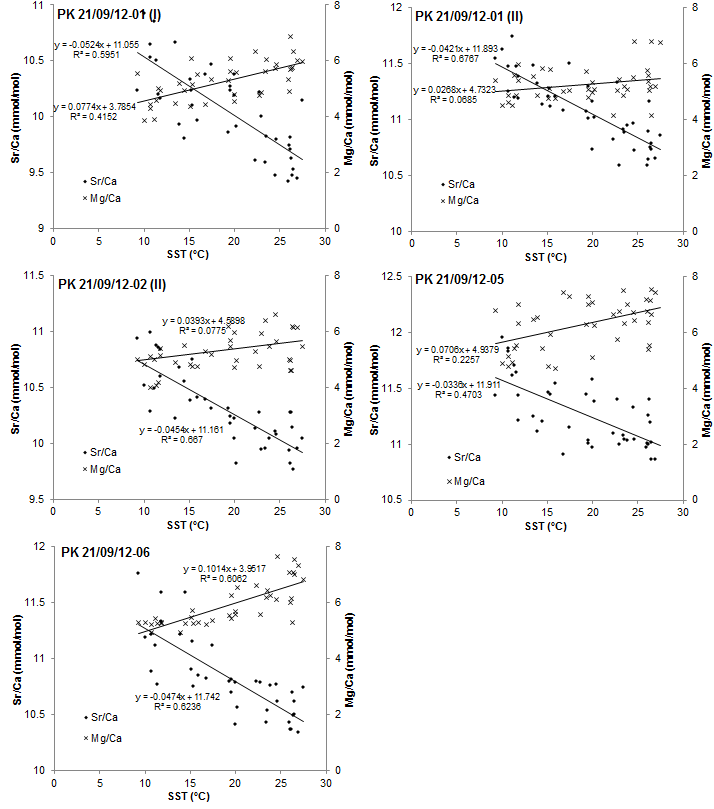 PK 21/09/12-01 (J)
11
10.5
10
9.5
9
Sr/Ca (mmol/mol)
8
6
4
2
0
Mg/Ca (mmol/mol)
y = -0.0524x + 11.055
R² = 0.5951
y = 0.0774x + 3.7854
R² = 0.4152
Sr/Ca
Mg/Ca
0 5 10 15 20 25 30
SST (°C)
PK 21/09/12-01 (II)
12
11.5
11
10.5
10
Sr/Ca (mmol/mol)
8
6
4
2
0
Mg/Ca (mmol/mol)
y = -0.0421x + 11.893
R² = 0.6767
y = 0.0268x + 4.7323
R² = 0.0685
Sr/Ca
Mg/Ca
0 5 10 15 20 25 30
SST (°C)
PK 21/09/12-02 (II)
11.5
11
10.5
10
9.5
Sr/Ca (mmol/mol)
8
6
4
2
0
Mg/Ca (mmol/mol)
y = 0.0393x + 4.5898
R² = 0.0775
y = -0.0454x + 11.161
R² = 0.667
Sr/Ca
Mg/Ca
0 5 10 15 20 25 30
SST (°C)
PK 21/09/12-05
12.5
12
11.5
11
10.5
Sr/Ca (mmol/mol)
8
6
4
2
0
Mg/Ca (mmol/mol)
y = 0.0706x + 4.9379
R² = 0.2257
y = -0.0336x + 11.911
R² = 0.4703
Sr/Ca
Mg/Ca
0 5 10 15 20 25 30
SST (°C)
PK 21/09/12-06
12
11.5
11
10.5
10
Sr/Ca (mmol/mol)
8
6
4
2
0
Mg/Ca (mmol/mol)
y = 0.1014x + 3.9517
R² = 0.6062
y = -0.0474x + 11.742
R² = 0.6236
Sr/Ca
Mg/Ca
0 5 10 15 20 25 30
SST (°C)